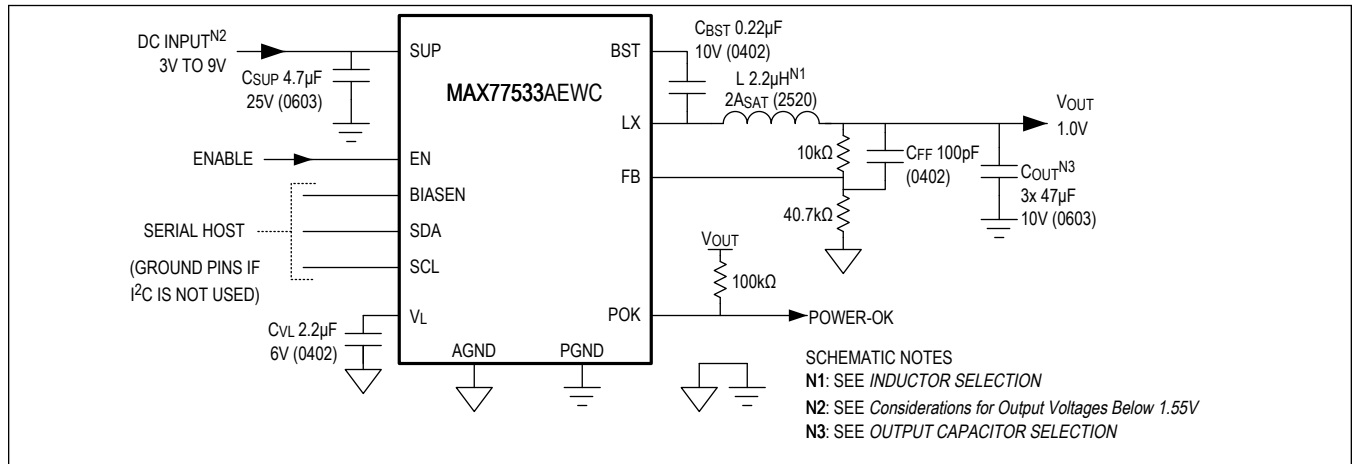 DC INPUT^N2
3V TO 9V
CSUP 4.7µF
25V (0603)
ENABLE
SERIAL HOST
(GROUND PINS IF
I²C IS NOT USED)
CVL 2.2µF
6V (0402)
SUP
EN
BIASEN
SDA
SCL
VL
MAX77533AEWC
AGND
PGND
BST
LX
FB
POK
CBST 0.22µF
10V (0402)
L 2.2µH^N1
2ASAT (2520)
10kΩ
CFF 100pF
(0402)
40.7kΩ
VOUT
1.0V
COUT^N3
3x 47µF
10V (0603)
VOUT
100kΩ
POWER-OK
SCHEMATIC NOTES
N1: SEE INDUCTOR SELECTION
N2: SEE Considerations for Output Voltages Below 1.55V
N3: SEE OUTPUT CAPACITOR SELECTION